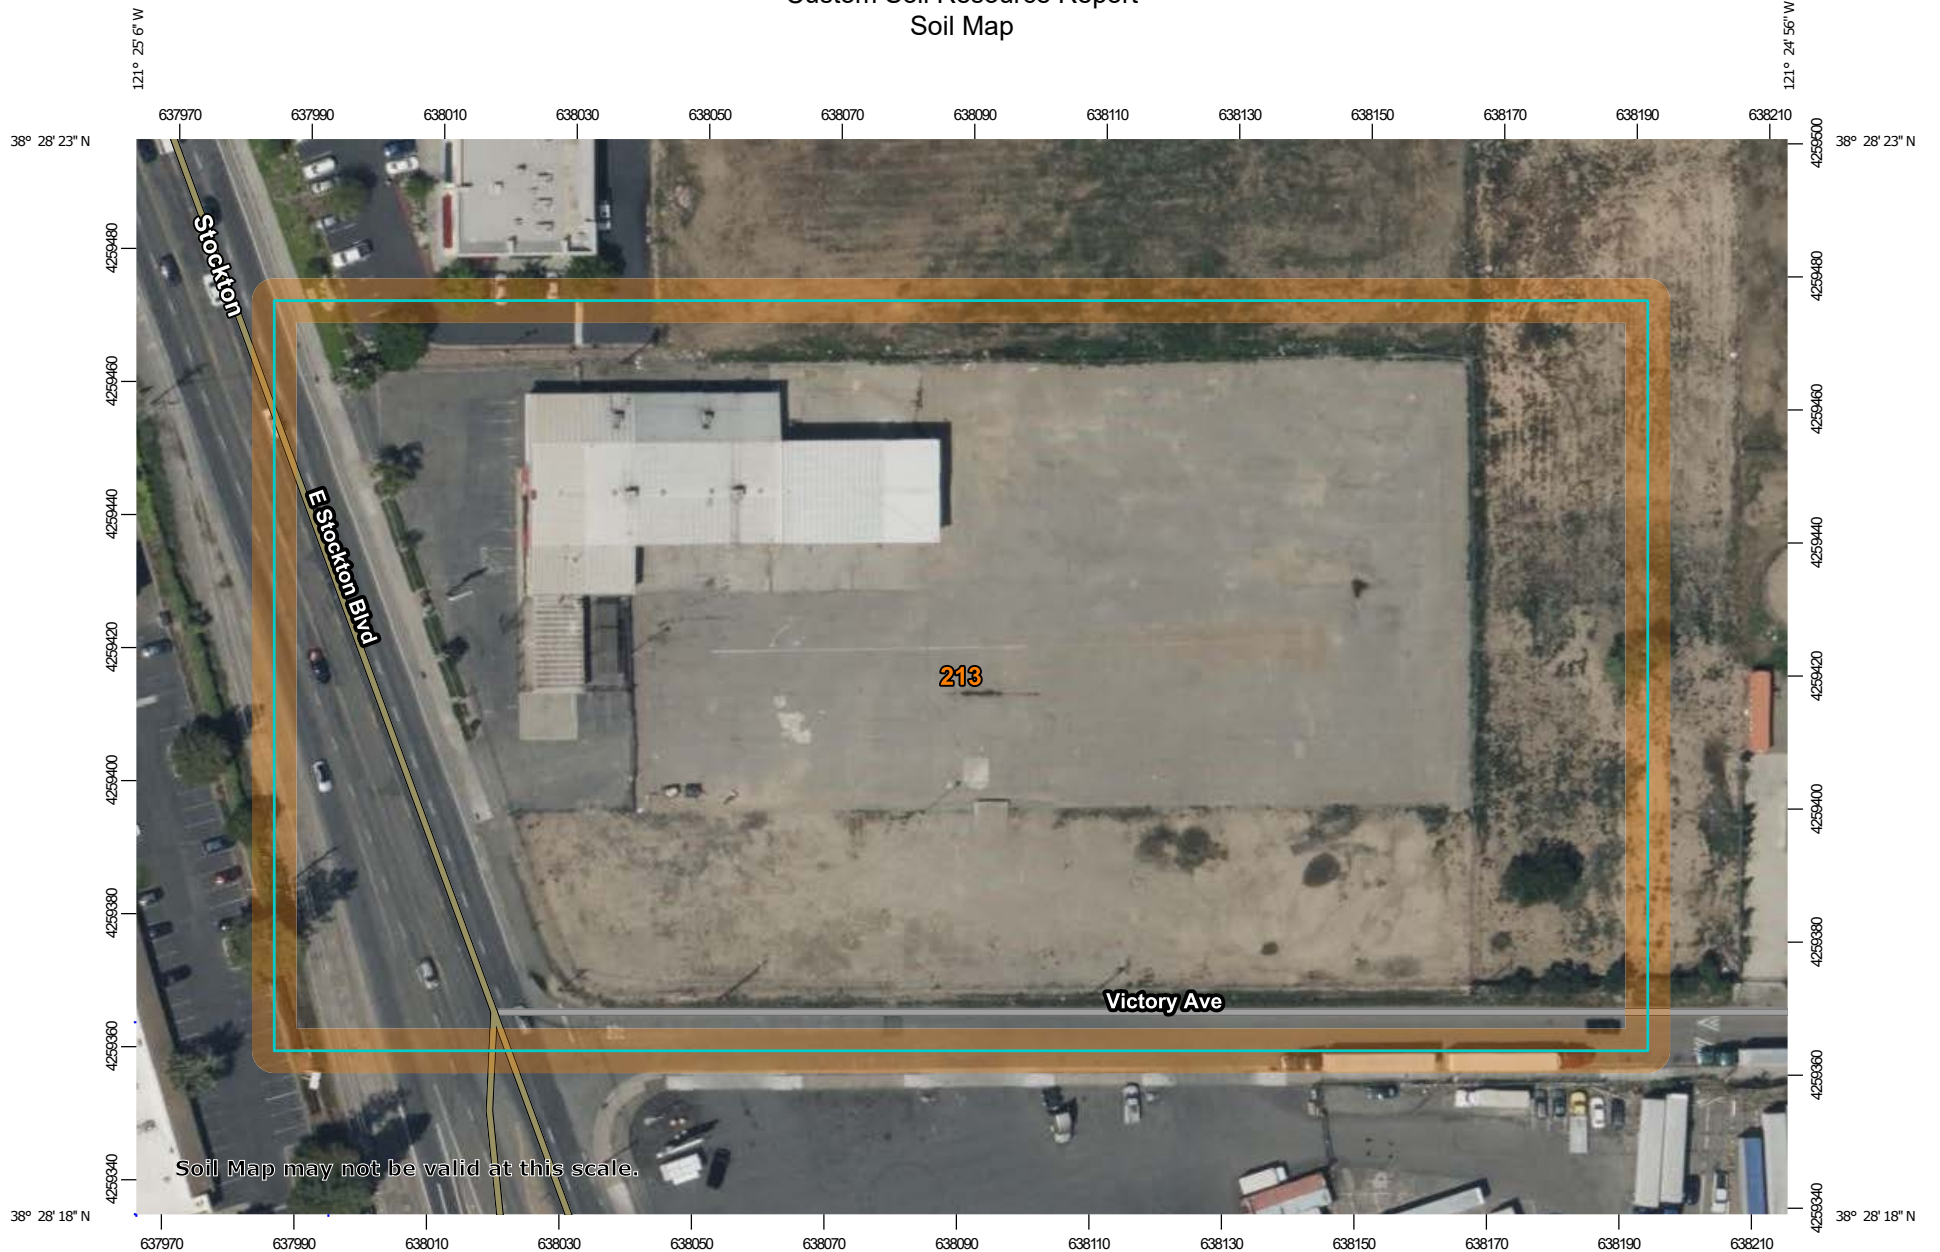 Custom Soil Resource Report
Soil Map
121° 25' 6" W
121° 24' 56" W
637970 637990 638010 638030 638050 638070 638090 638110 638130 638150 638170 638190 638210
38° 28' 23" N
38° 28' 23" N
4259500
4259480
4259480
4259460
4259460
4259440
4259440
4259420
4259420
4259400
4259400
4259380
4259380
4259360
4259360
4259340
4259340
Stockton
E Stockton Blvd
213
Victory Ave
Soil Map may not be valid at this scale.
38° 28' 18" N
38° 28' 18" N
637970 637990 638010 638030 638050 638070 638090 638110 638130 638150 638170 638190 638210